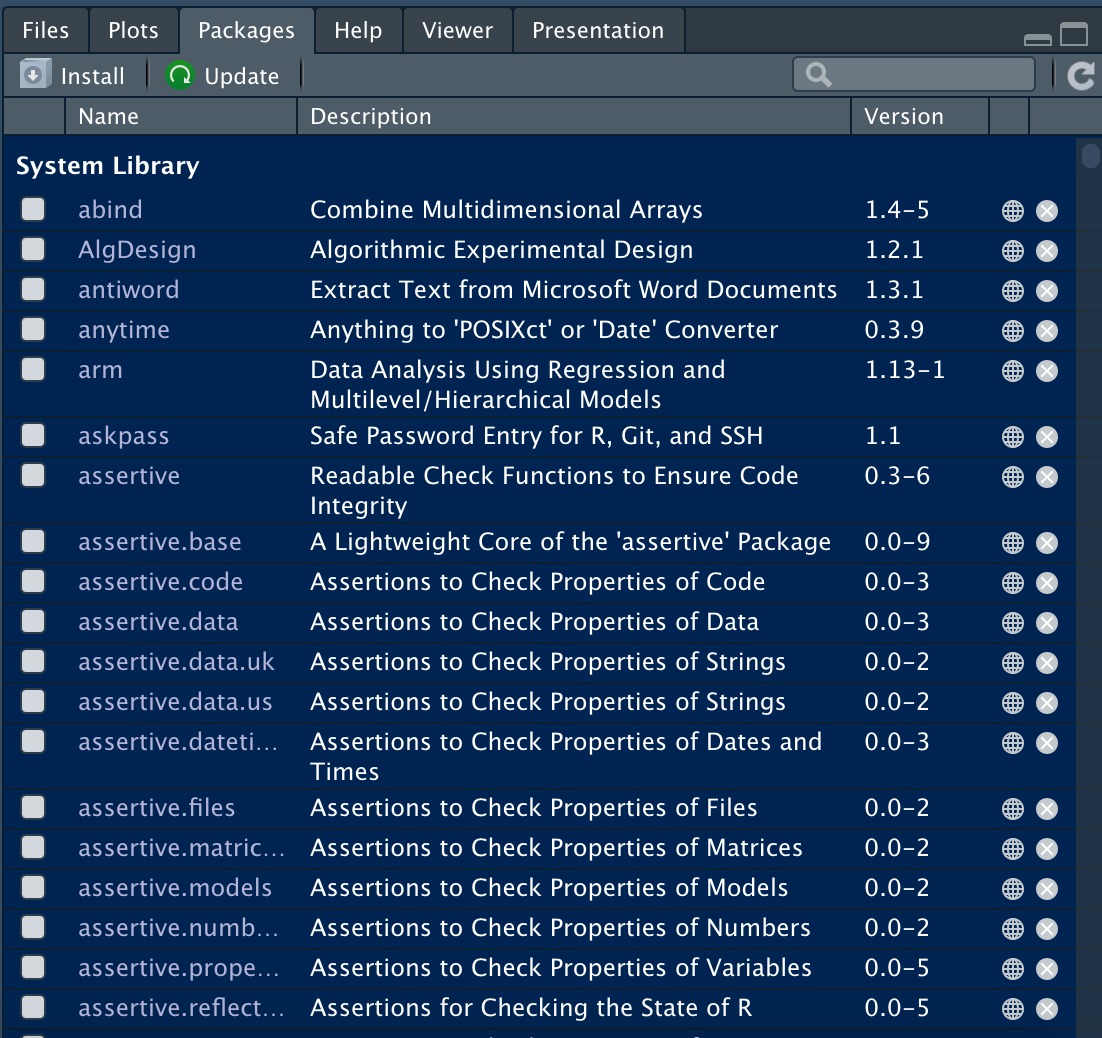 Files Plots Packages Help Viewer Presentation
Install Update
Name Description Version
System Library
abind Combine Multidimensional Arrays 1.4-5
AlgDesign Algorithmic Experimental Design 1.2.1
antiword Extract Text from Microsoft Word Documents 1.3.1
anytime Anything to 'POSIXct' or 'Date' Converter 0.3.9
arm Data Analysis Using Regression and 1.13-1
Multilevel/Hierarchical Models
askpass Safe Password Entry for R, Git, and SSH 1.1
assertive Readable Check Functions to Ensure Code 0.3-6
Integrity
assertive.base A Lightweight Core of the 'assertive' Package 0.0-9
assertive.code Assertions to Check Properties of Code 0.0-3
assertive.data Assertions to Check Properties of Data 0.0-3
assertive.data.uk Assertions to Check Properties of Strings 0.0-2
assertive.data.us Assertions to Check Properties of Strings 0.0-2
assertive.dateti... Assertions to Check Properties of Dates and 0.0-3
Times
assertive.files Assertions to Check Properties of Files 0.0-2
assertive.matric... Assertions to Check Properties of Matrices 0.0-2
assertive.models Assertions to Check Properties of Models 0.0-2
assertive.numb... Assertions to Check Properties of Numbers 0.0-2
assertive.prope... Assertions to Check Properties of Variables 0.0-5
assertive.reflect... Assertions for Checking the State of R 0.0-5